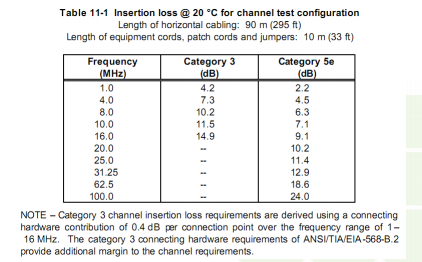 Table 11-1 Insertion loss @ 20 °C for channel test configuration
Length of horizontal cabling: 90 m (295 ft)
Length of equipment cords, patch cords and jumpers: 10 m (33 ft)
Frequency (MHz) Category 3 (dB) Category 5e (dB)
1.0 4.2 2.2
4.0 7.3 4.5
8.0 10.2 6.3
10.0 11.5 7.1
16.0 14.9 9.1
20.0 -- 10.2
25.0 -- 11.4
31.25 -- 12.9
62.5 -- 18.6
100.0 -- 24.0
NOTE – Category 3 channel insertion loss requirements are derived using a connecting
hardware contribution of 0.4 dB per connection point over the frequency range of 1–
16 MHz. The category 3 connecting hardware requirements of ANSI/TIA/EIA-568-B.2
provide additional margin to the channel requirements.